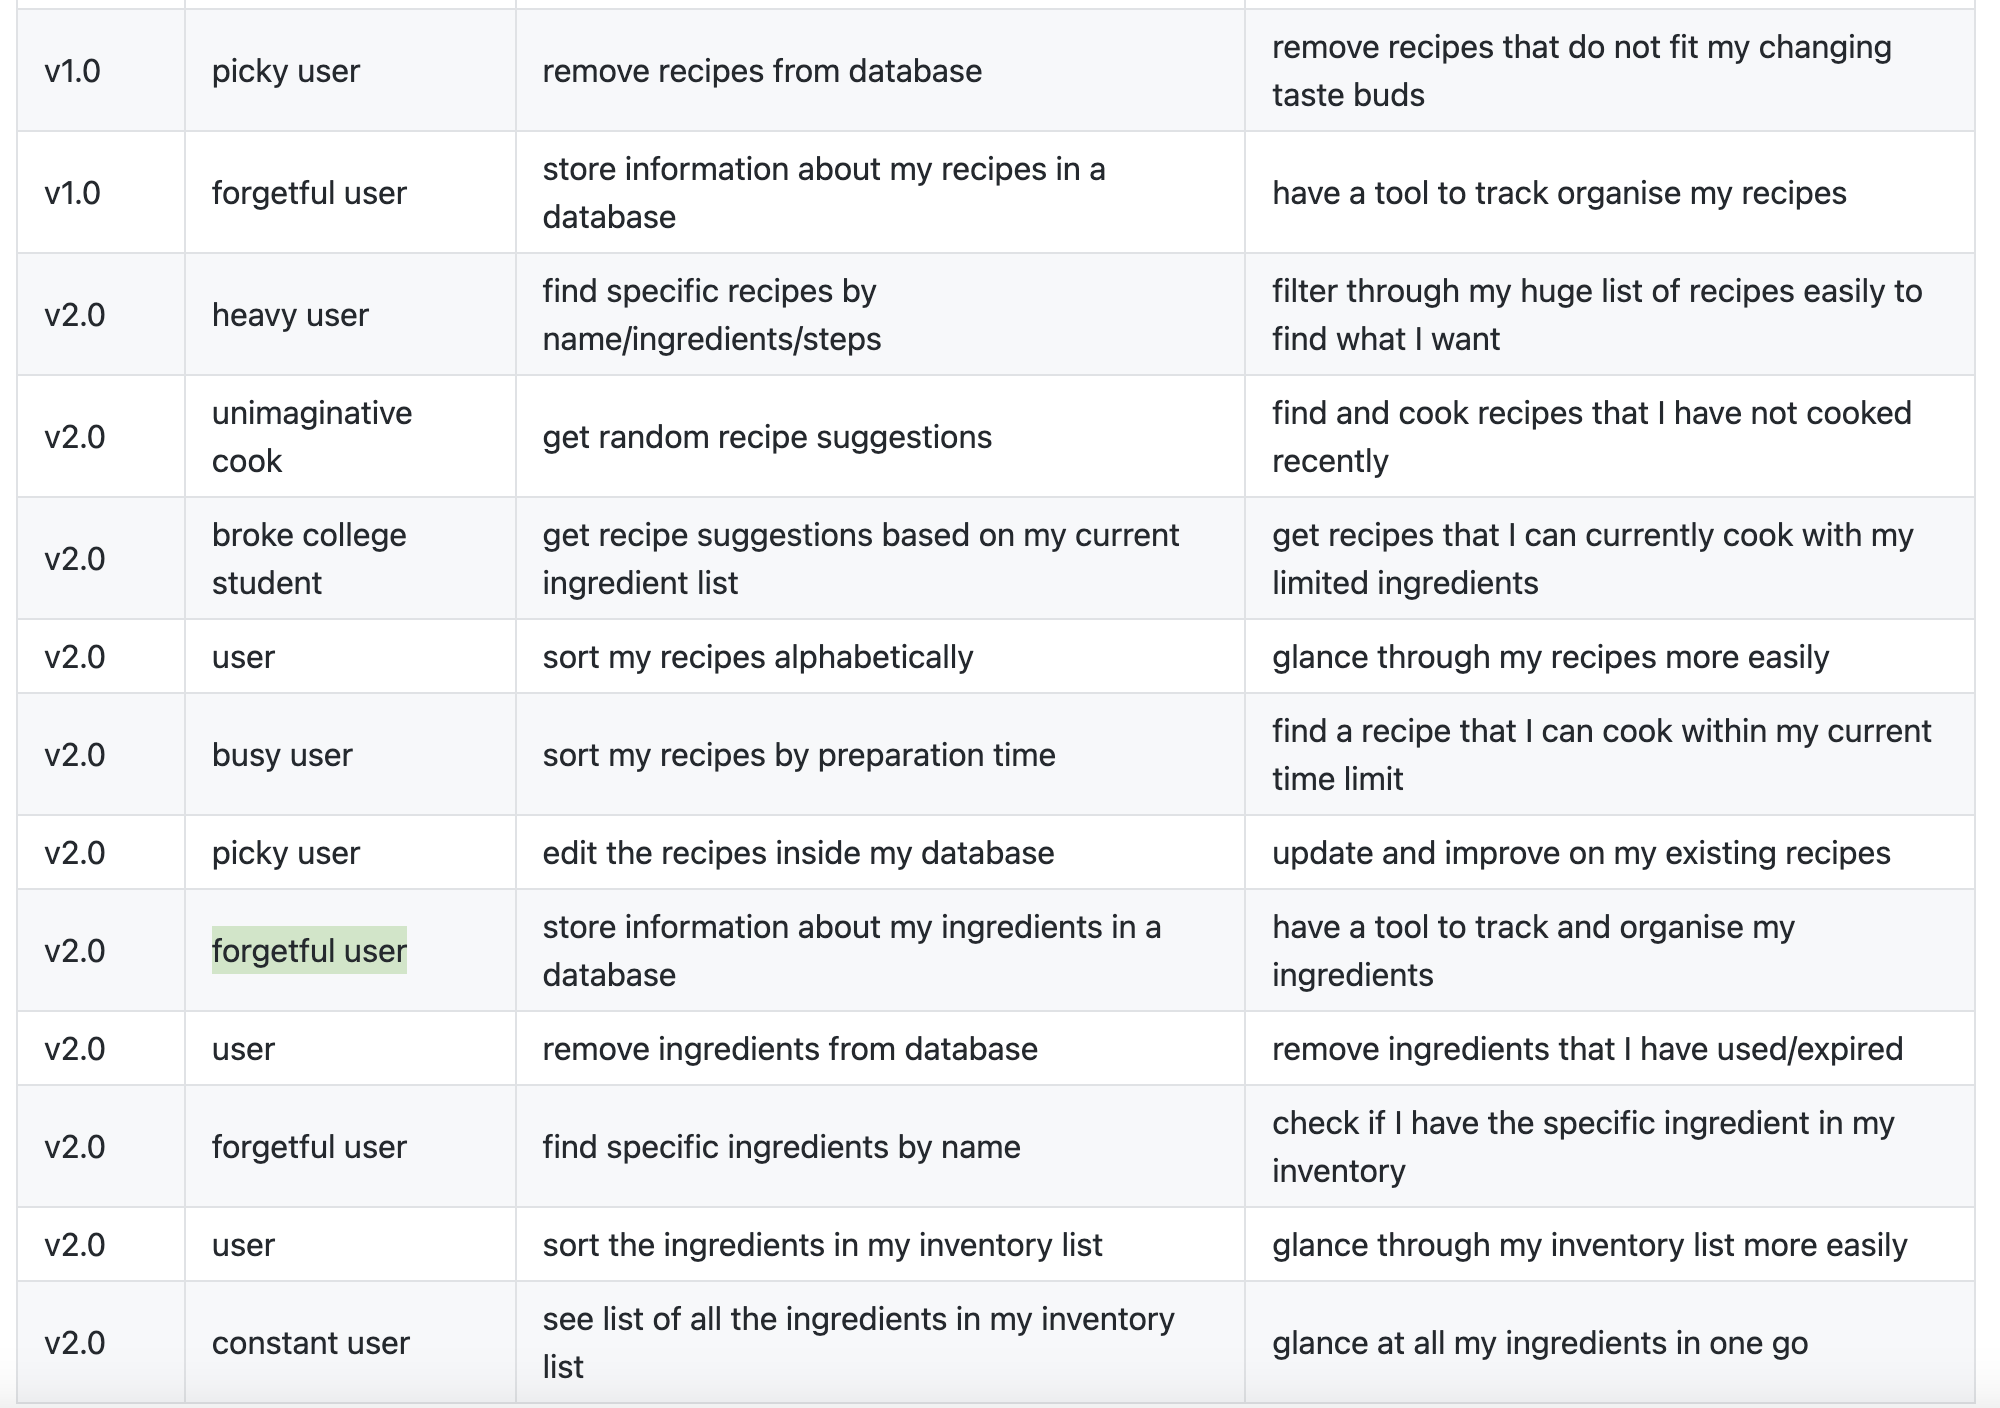 v1.0
picky user
remove recipes from database
remove recipes that do not fit my changing
taste buds
v1.0
forgetful user
store information about my recipes in a
database
have a tool to track organise my recipes
v2.0
heavy user
find specific recipes by
name/ingredients/steps
filter through my huge list of recipes easily to
find what I want
v2.0
unimaginative
cook
get random recipe suggestions
find and cook recipes that I have not cooked
recently
v2.0
broke college
student
get recipe suggestions based on my current
ingredient list
get recipes that I can currently cook with my
limited ingredients
v2.0
user
sort my recipes alphabetically
glance through my recipes more easily
v2.0
busy user
sort my recipes by preparation time
find a recipe that I can cook within my current
time limit
v2.0
picky user
edit the recipes inside my database
update and improve on my existing recipes
v2.0
forgetful user
store information about my ingredients in a
database
have a tool to track and organise my
ingredients
v2.0
user
remove ingredients from database
remove ingredients that I have used/expired
v2.0
forgetful user
find specific ingredients by name
check if I have the specific ingredient in my
inventory
v2.0
user
sort the ingredients in my inventory list
glance through my inventory list more easily
v2.0
constant user
see list of all the ingredients in my inventory
list
glance at all my ingredients in one go